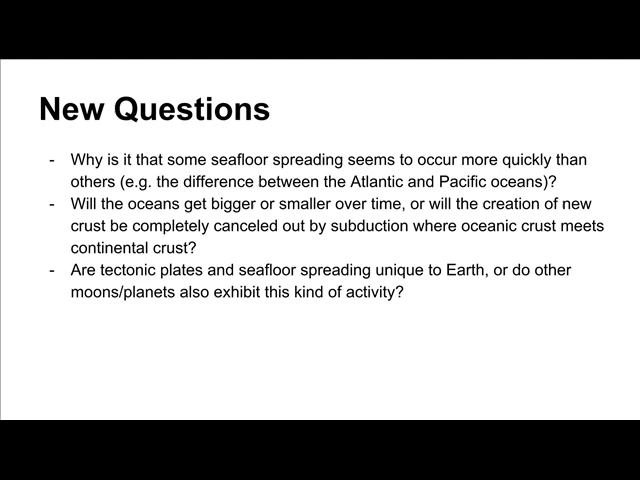 New Questions
- Why is it that some seafloor spreading seems to occur more quickly than
others (e.g. the difference between the Atlantic and Pacific oceans)?
- Will the oceans get bigger or smaller over time, or will the creation of new
crust be completely canceled out by subduction where oceanic crust meets
continental crust?
- Are tectonic plates and seafloor spreading unique to Earth, or do other
moons/planets also exhibit this kind of activity?